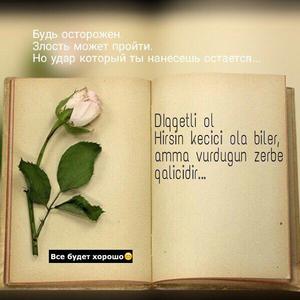 Будь осторожен.
Злость может пройти.
Но удар который ты нанесешь остается...
DIqqetli ol
Hirsin kecici ola biler,
amma vurdugun zerbe
qalicidir...
Все будет хорошо😊